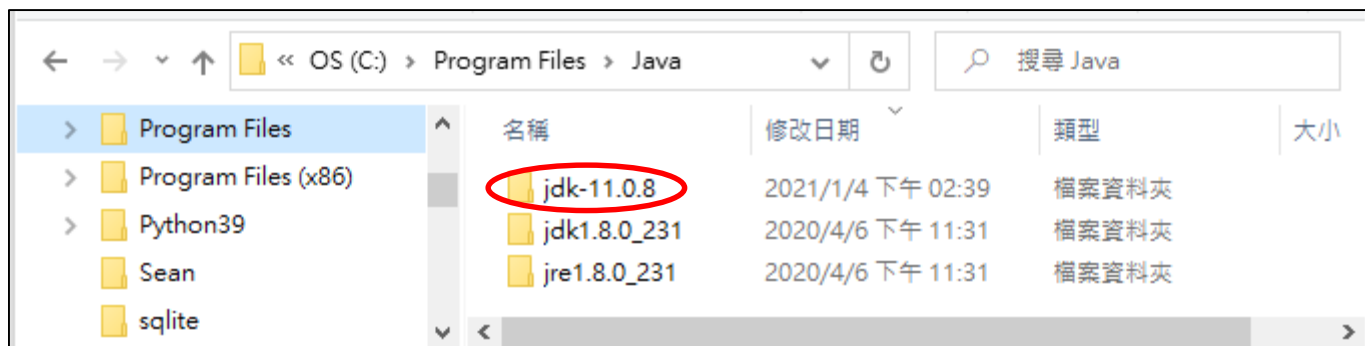 « OS (C:) › Program Files › Java 搜尋 Java
Program Files
Program Files (x86)
Python39
Sean
sqlite
名稱 修改日期 類型 大小
jdk-11.0.8 2021/1/4 下午 02:39 檔案資料夾
jdk1.8.0_231 2020/4/6 下午 11:31 檔案資料夾
jre1.8.0_231 2020/4/6 下午 11:31 檔案資料夾